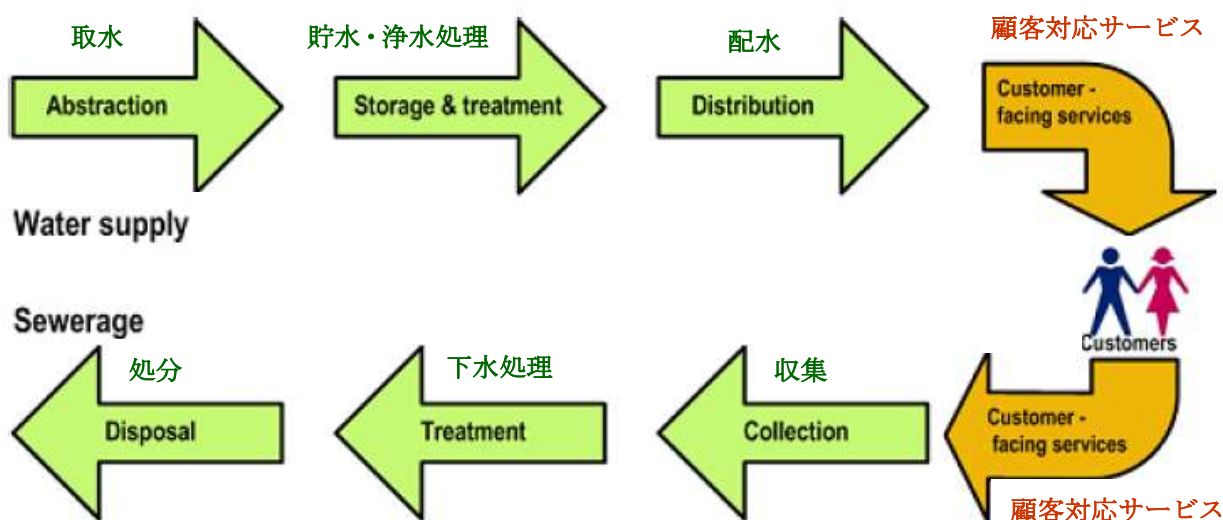 取水
貯水・浄水処理
配水
顧客対応サービス
Abstraction
Storage & treatment
Distribution
Customer -
facing services
Water supply
Sewerage
Customers
処分
下水処理
収集
Disposal
Treatment
Collection
Customer -
facing services
顧客対応サービス